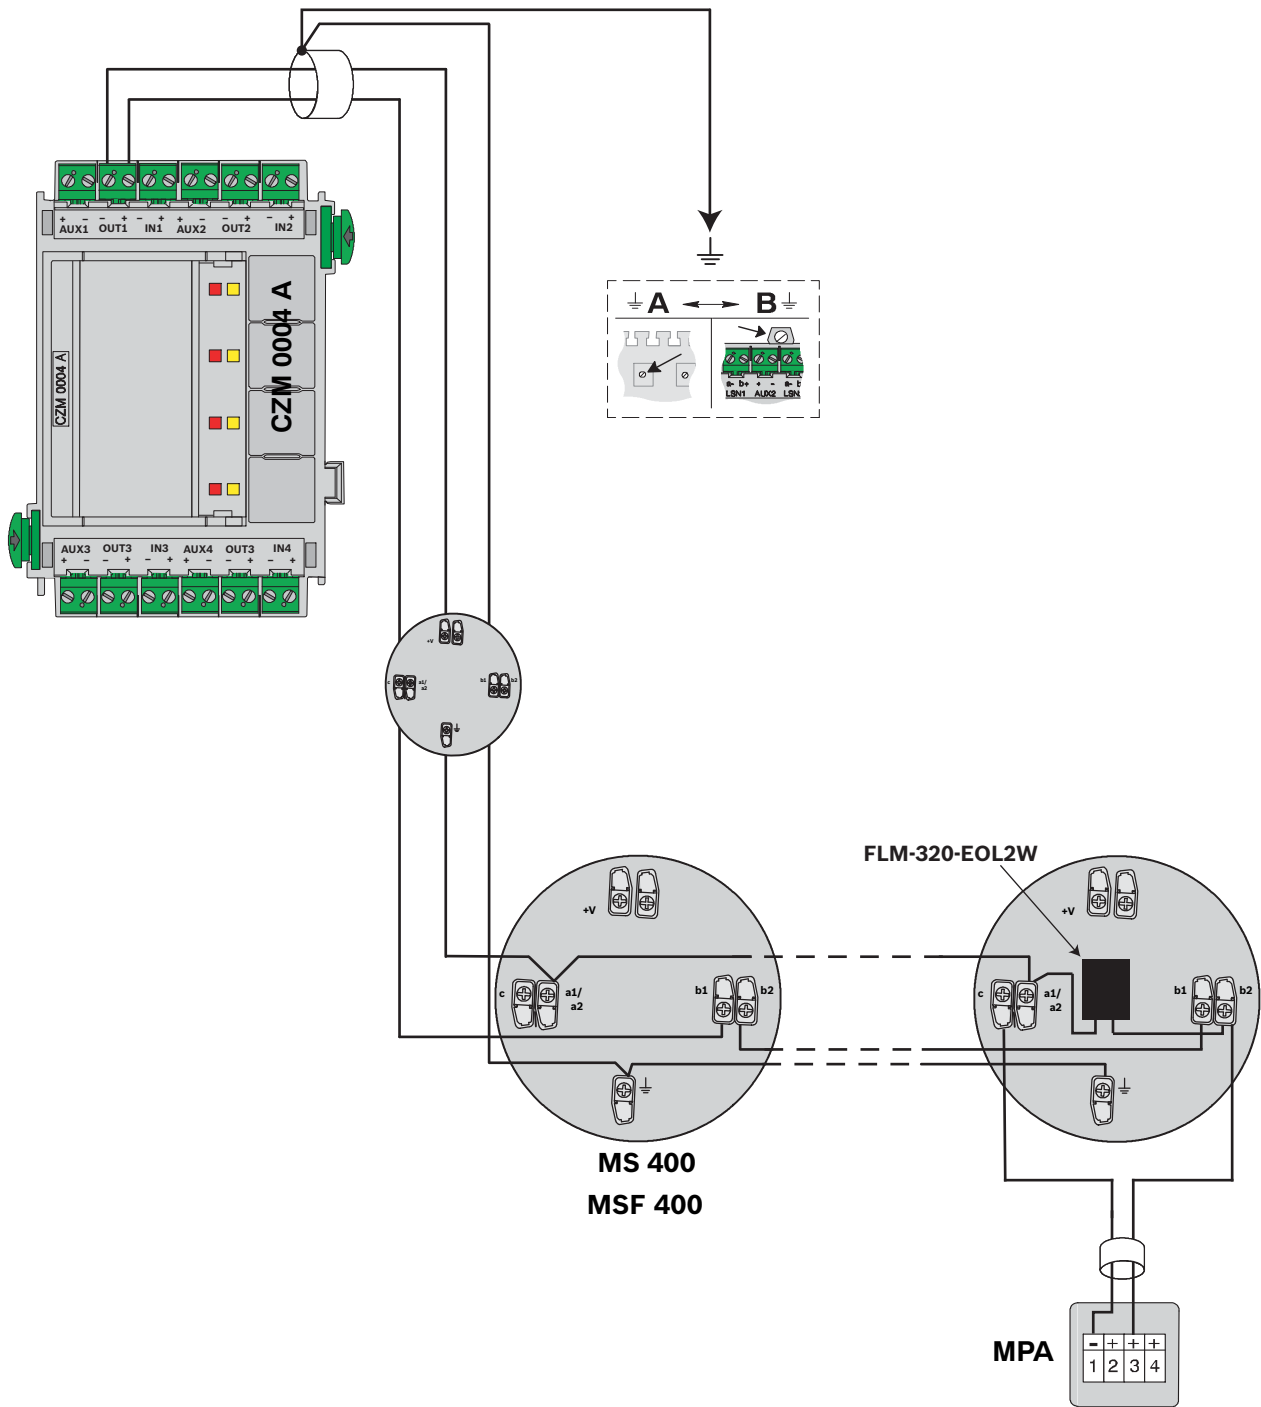 + - - + - + + - - + - +
AUX1 OUT1 IN1 AUX2 OUT2 IN2
CZM 0004 A
CZM 0004 A
AUX3 OUT3 IN3 AUX4 OUT3 IN4
+ - - + - + + - - + - +
A B
a- b+ + - a- b
LSN1 AUX2 LSN
+V
c a1/ a2 b1 b2
FLM-320-EOL2W
+V
c a1/ a2 b1 b2
MS 400
MSF 400
+V
c a1/ a2 b1 b2
MPA
- + + +
1 2 3 4